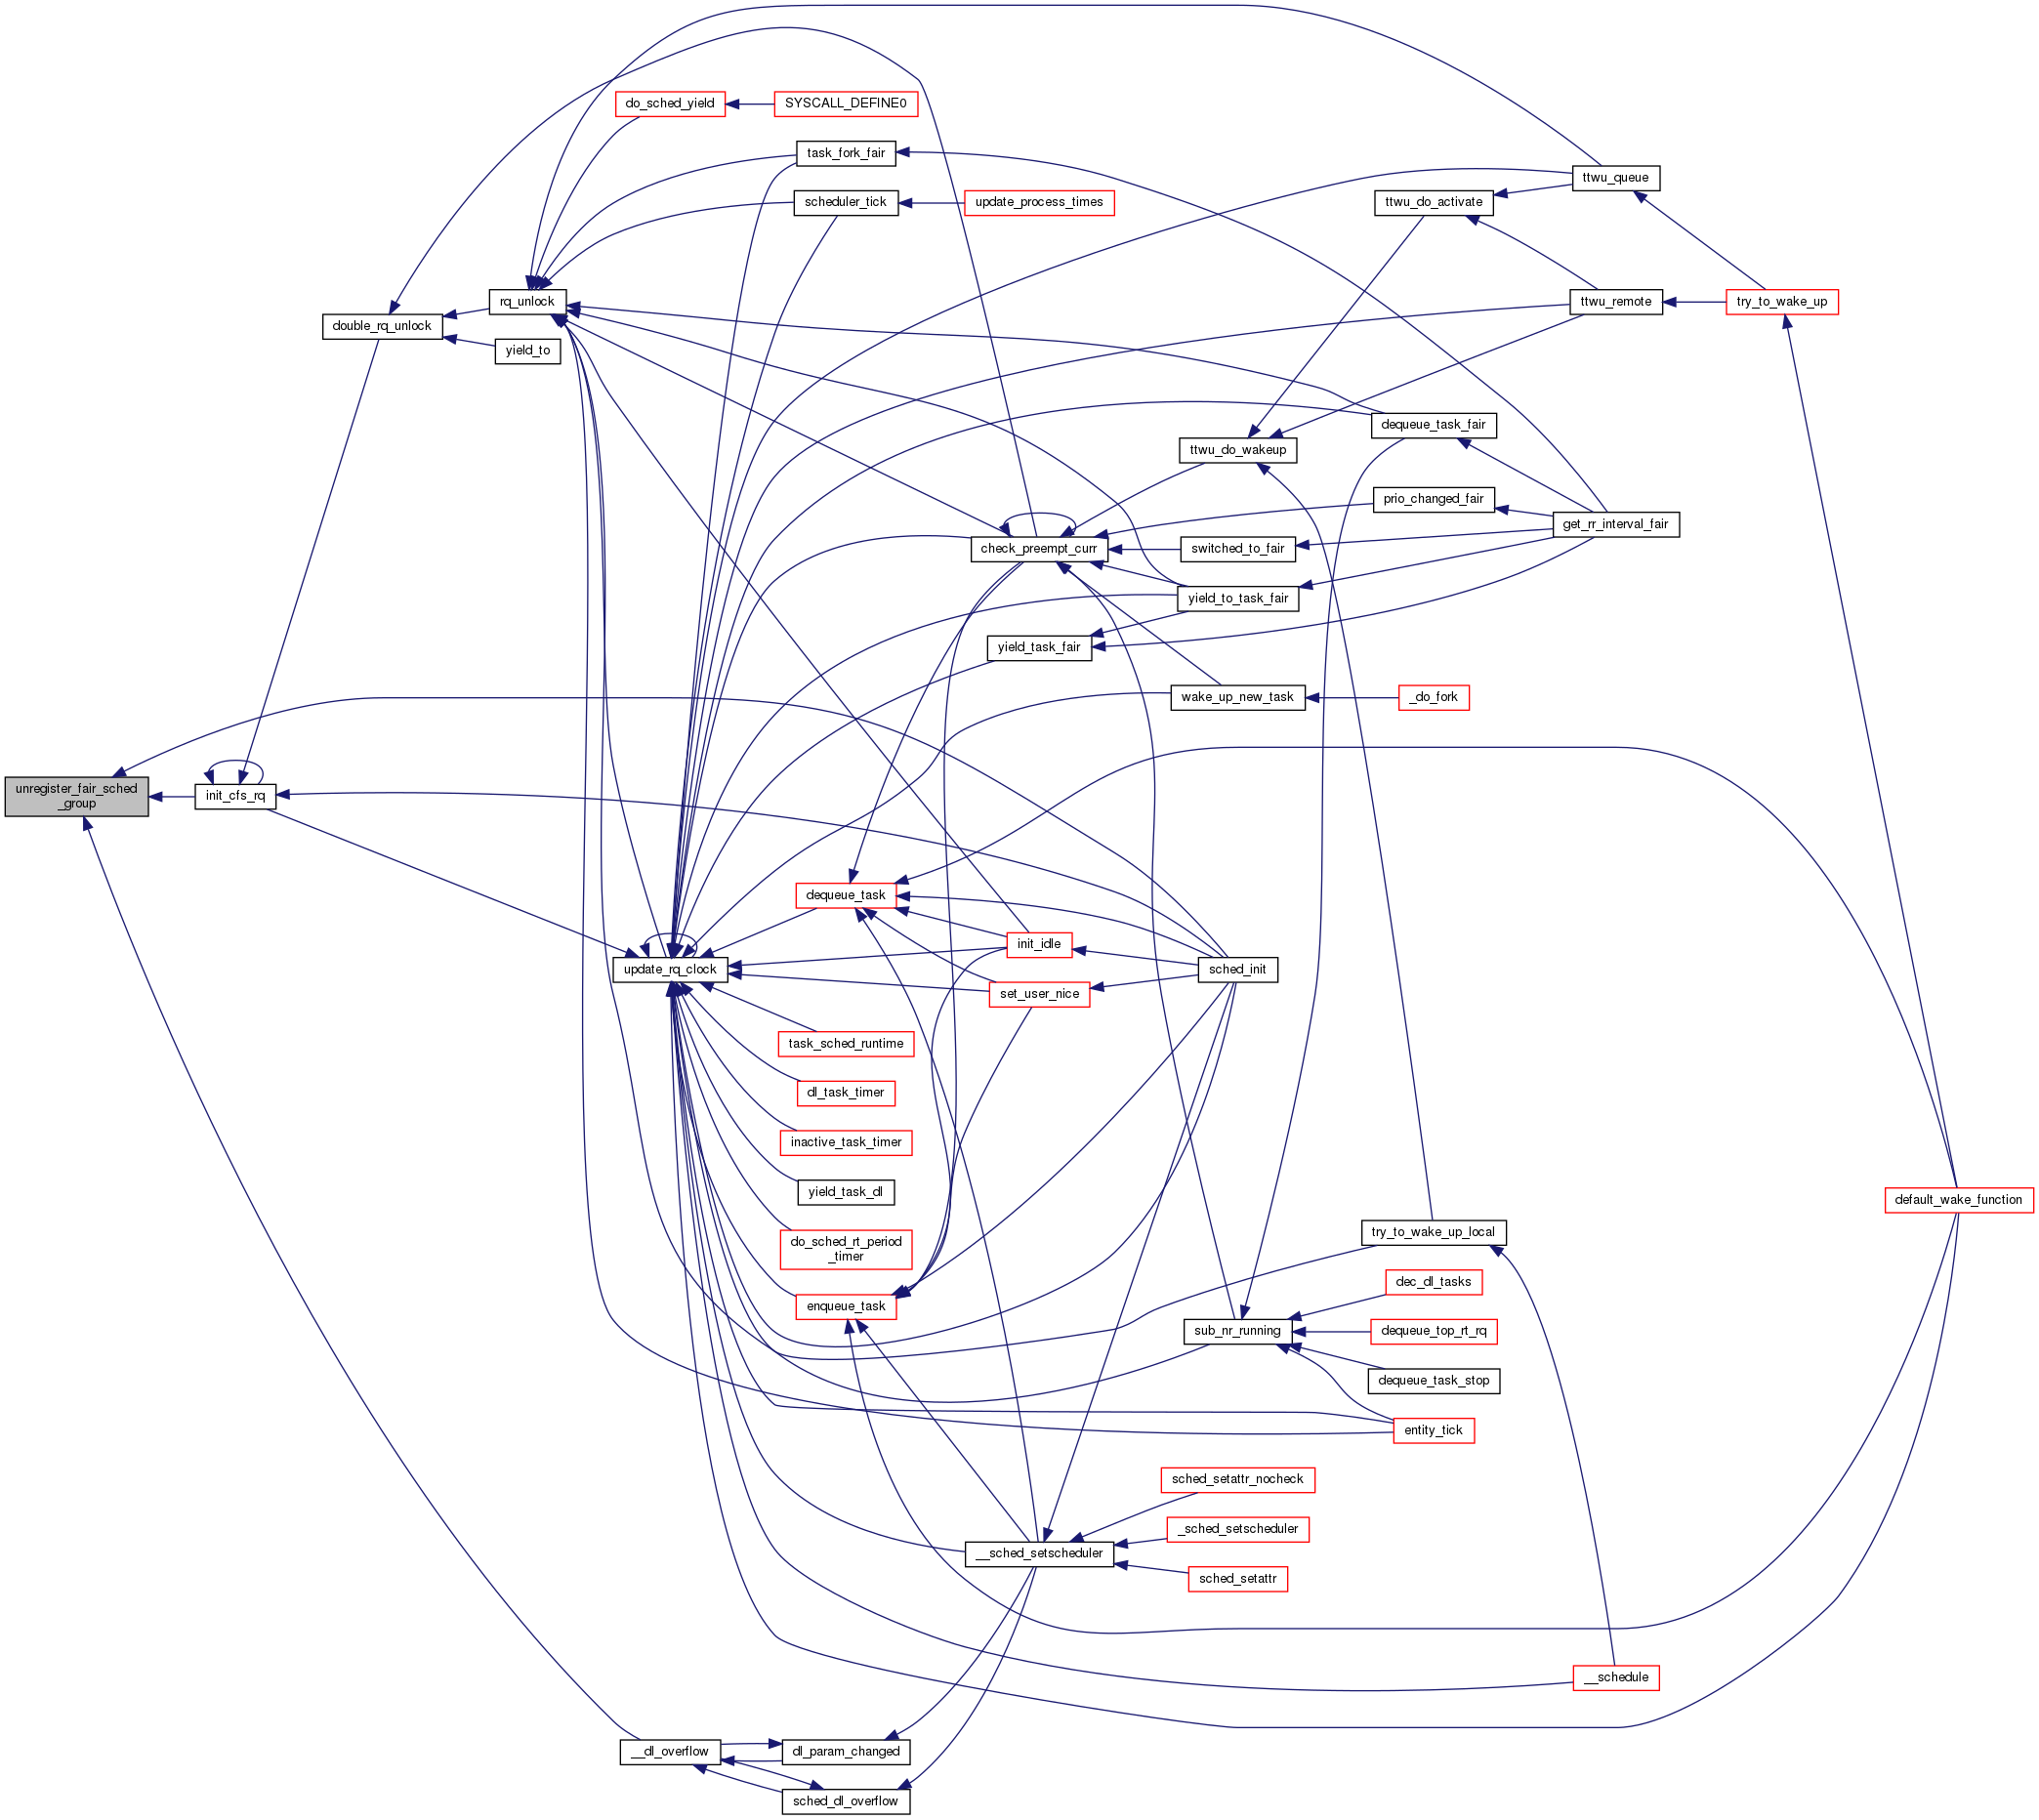 do_sched_yield
SYSCALL_DEFINE0
task_fork_fair
ttwu_queue
scheduler_tick
update_process_times
ttwu_do_activate
rq_unlock
ttwu_remote
try_to_wake_up
double_rq_unlock
yield_to
dequeue_task_fair
ttwu_do_wakeup
prio_changed_fair
get_rr_interval_fair
check_preempt_curr
switched_to_fair
yield_to_task_fair
yield_task_fair
wake_up_new_task
_do_fork
unregister_fair_sched
_group
init_cfs_rq
dequeue_task
init_idle
update_rq_clock
sched_init
set_user_nice
task_sched_runtime
dl_task_timer
inactive_task_timer
yield_task_dl
default_wake_function
do_sched_rt_period
_timer
try_to_wake_up_local
dec_dl_tasks
enqueue_task
sub_nr_running
dequeue_top_rt_rq
dequeue_task_stop
entity_tick
sched_setattr_nocheck
_sched_setscheduler
__sched_setscheduler
sched_setattr
__schedule
__dl_overflow
dl_param_changed
sched_dl_overflow